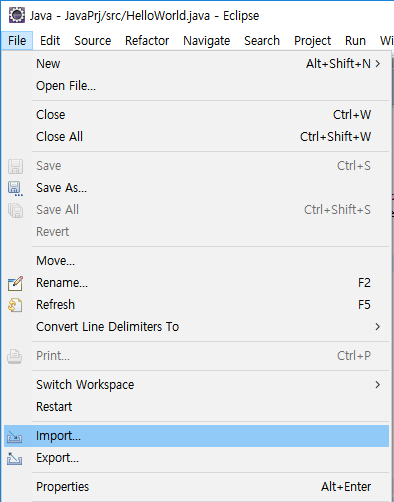 Java - JavaPrj/src/HelloWorld.java - Eclipse
File Edit Source Refactor Navigate Search Project Run
New Alt+Shift+N >
Open File...
Close Ctrl+W
Close All Ctrl+Shift+W
Save Ctrl+S
Save As...
Save All Ctrl+Shift+S
Revert
Move...
Rename... F2
Refresh F5
Convert Line Delimiters To >
Print... Ctrl+P
Switch Workspace >
Restart
Import...
Export...
Properties Alt+Enter